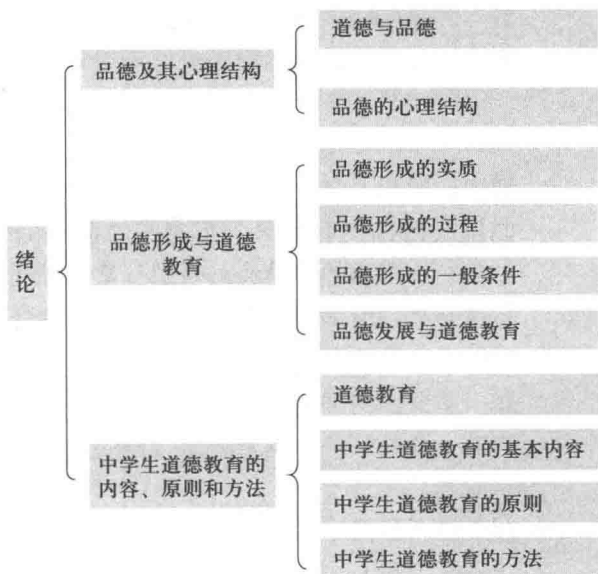 绪
论
品德及其心理结构
道德与品德
品德的心理结构
品德形成与道德
教育
品德形成的实质
品德形成的过程
品德形成的一般条件
品德发展与道德教育
中学生道德教育的
内容、原则和方法
道德教育
中学生道德教育的基本内容
中学生道德教育的原则
中学生道德教育的方法